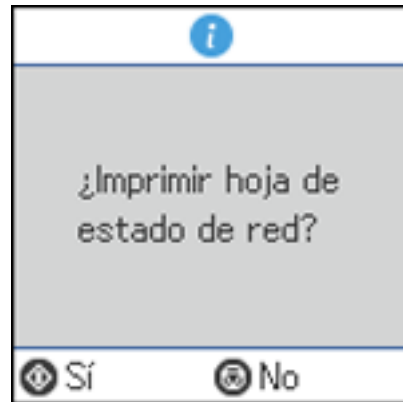 ¿Imprimir hoja de
estado de red?
Sí No